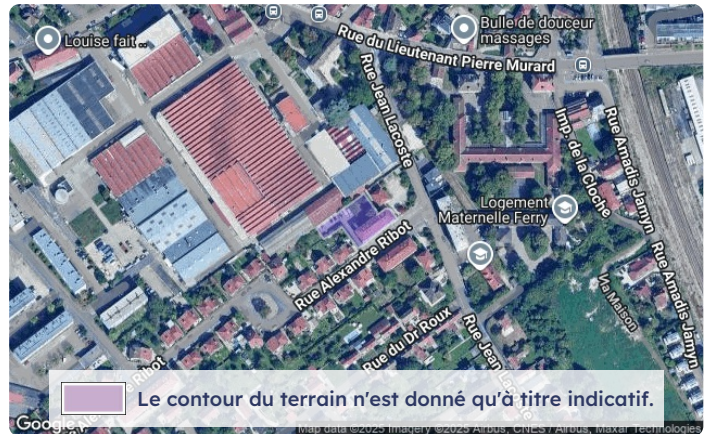 Louise fait ..
Bulle de douceur
massages
Rue du Lieutenant Pierre Murard
Rue Jean Lacoste
Imp. de la Cloche
Rue Amadis Jamyn
Logement
Maternelle Ferry
Rue Alexandre Ribot
Rue Amadis Jamyn
Via Maison
Rue du Dr Roux
Rue Jean
Ribot
Le contour du terrain n'est donné qu'à titre indicatif.
Google
Map data ©2025 Imagery ©2025 Airbus, CNES / Airbus, Maxar Technologies